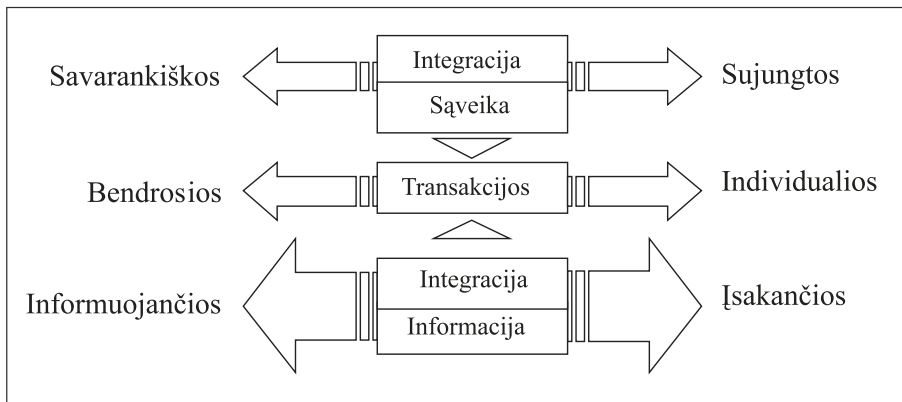 Savarankiškos
Integracija
Sąveika
Sujungtos
Bendrosios
Transakcijos
Individualios
Informuojančios
Integracija
Informacija
Įsakančios